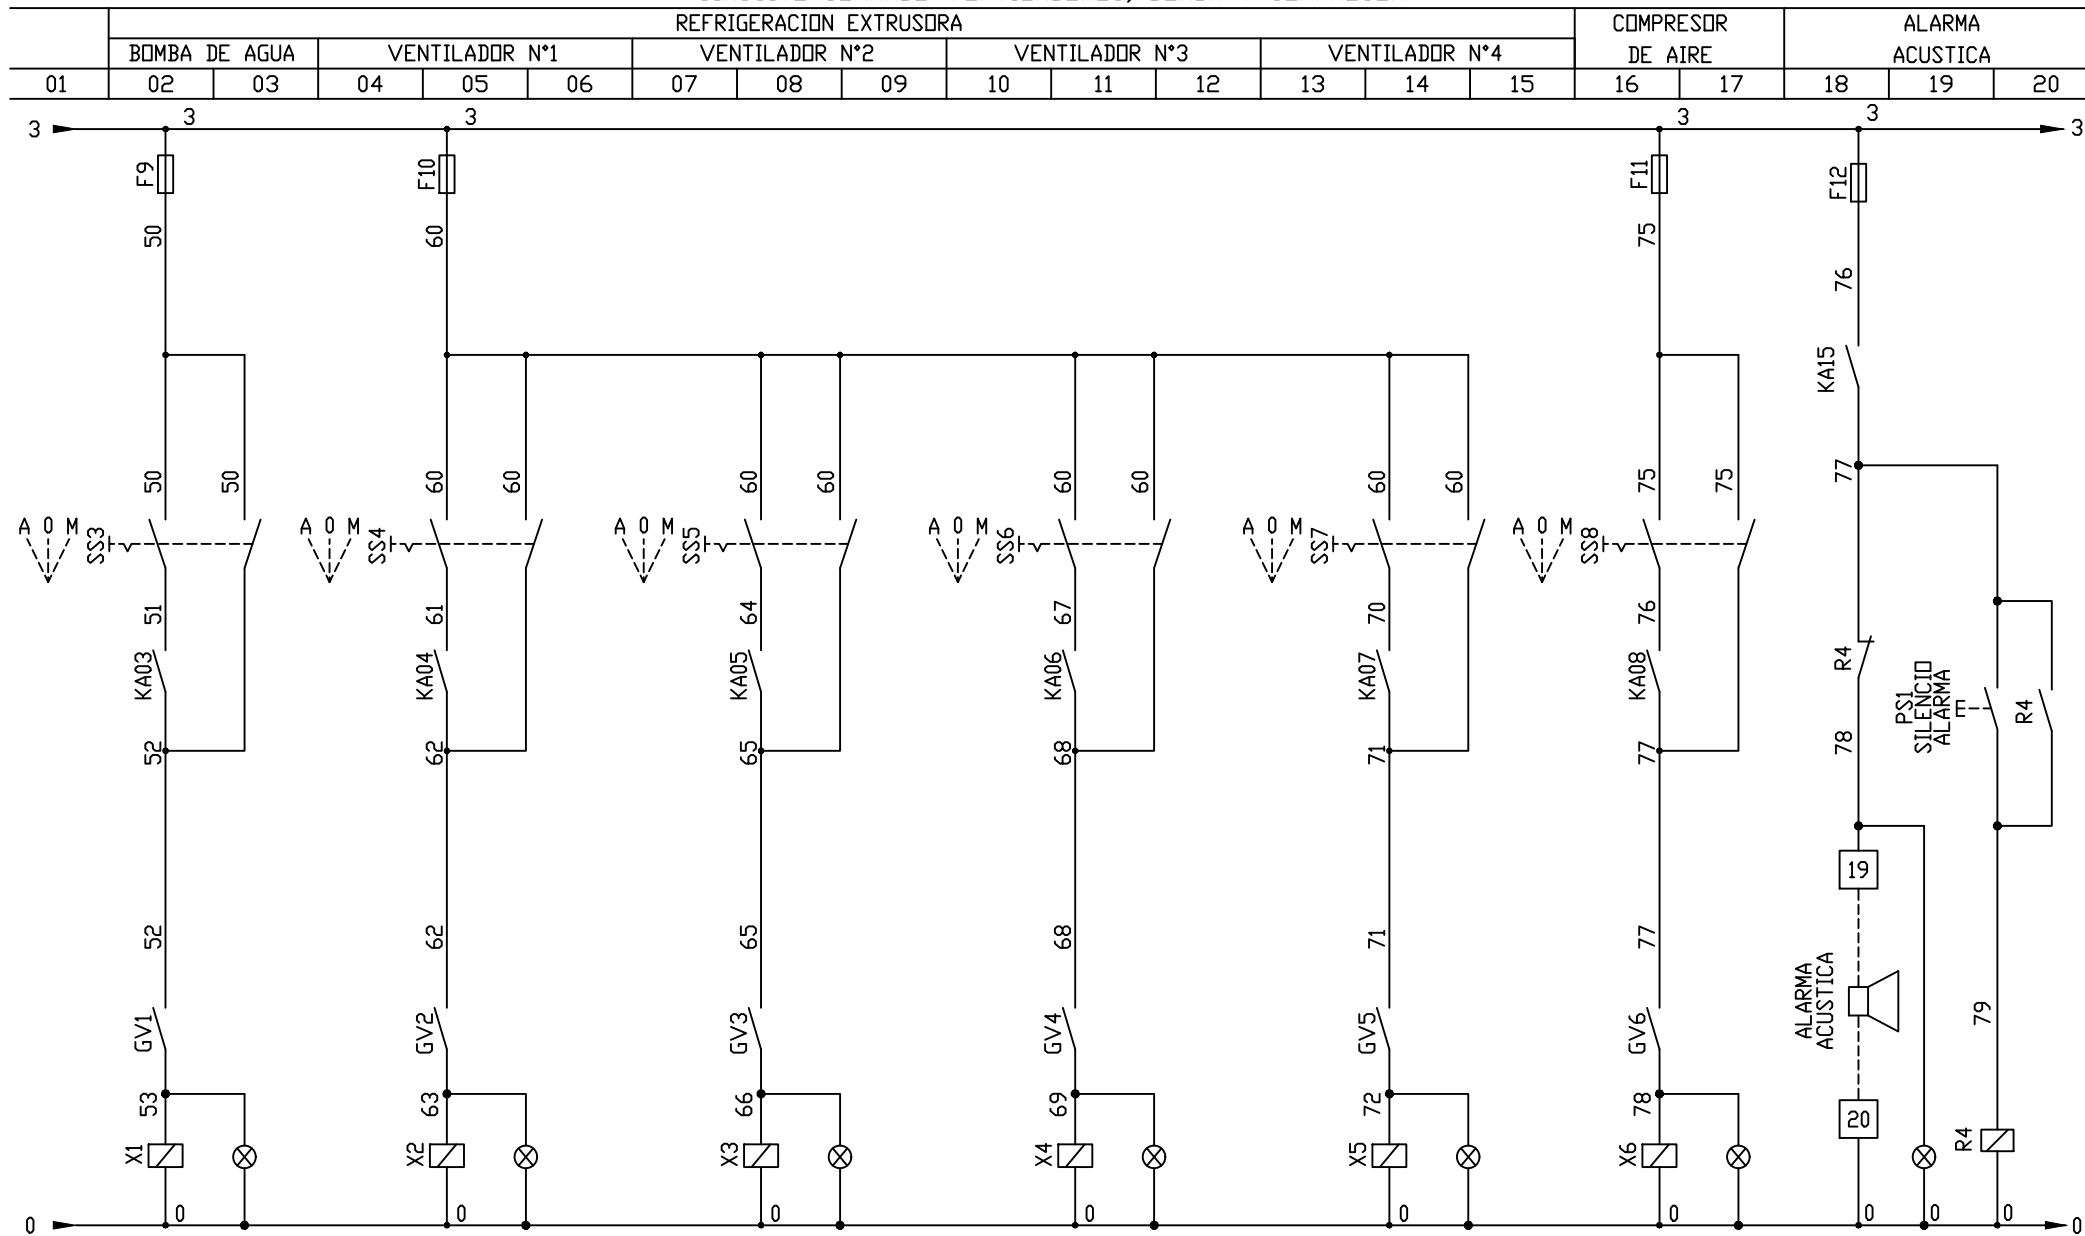 REFRIGERACION EXTRUSORA
COMPRESOR
ALARMA
BOMBA DE AGUA
VENTILADOR N°1
VENTILADOR N°2
VENTILADOR N°3
VENTILADOR N°4
DE AIRE
ACUSTICA
01 02 03 04 05 06 07 08 09 10 11 12 13 14 15 16 17 18 19 20
3 3 3 3 3 3
F9 F10 F11 F12
50 60 75 76
KA15
50 50 60 60 60 60 60 60 60 60 75 75 77
A 0 M SS3
A 0 M SS4
A 0 M SS5
A 0 M SS6
A 0 M SS7
A 0 M SS8
51 61 64 67 70 76
KA03 KA04 KA05 KA06 KA07 KA08
R4
PS1
SILENCIO
ALARMA
R4
52 62 65 68 71 77 78
52 62 65 68 71 77
19
ALARMA
ACUSTICA
79
GV1 GV2 GV3 GV4 GV5 GV6
53 63 66 69 72 78
20
X1 X2 X3 X4 X5 X6 R4
0 0 0 0 0 0 0 0 0 0 0